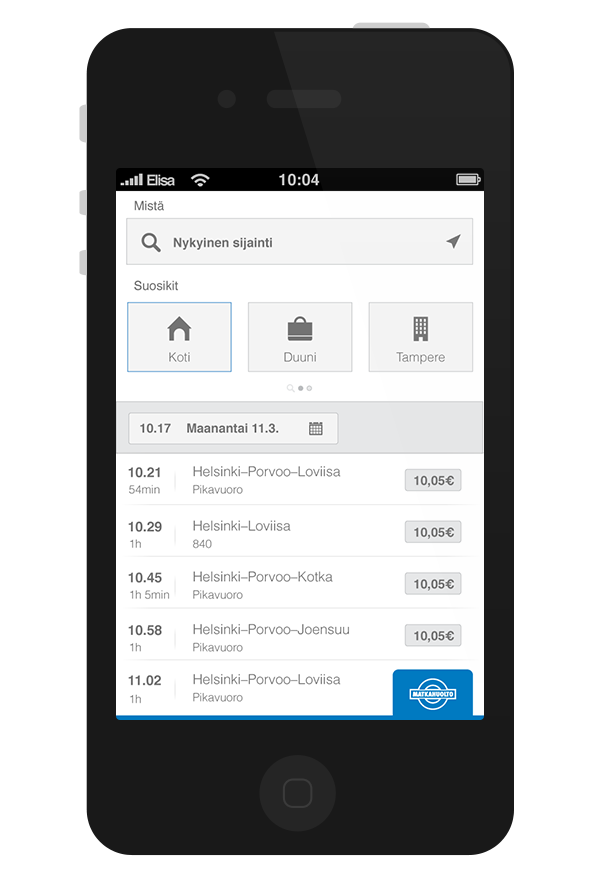 Elisa 10:04
Mistä
Nykyinen sijainti
Suosikit
Koti Duuni Tampere
10.17 Maanantai 11.3.
10.21 Helsinki–Porvoo–Loviisa 10,05€
54min Pikavuoro
10.29 Helsinki–Loviisa 10,05€
1h 840
10.45 Helsinki–Porvoo–Kotka 10,05€
1h 5min Pikavuoro
10.58 Helsinki–Porvoo–Joensuu 10,05€
1h Pikavuoro
11.02 Helsinki–Porvoo–Loviisa
1h Pikavuoro
MATKAHUOLTO